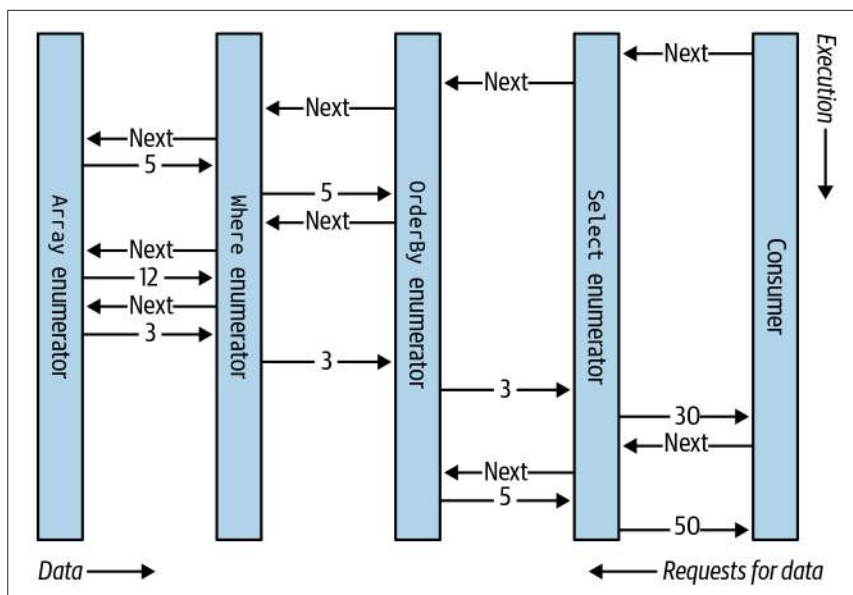 Next
Execution
Next
Next
Next
5
5
Next
Next
12
Next
3
3
3
30
Next
Next
5
50
Array enumerator
Where enumerator
OrderBy enumerator
Select enumerator
Consumer
Data
Requests for data